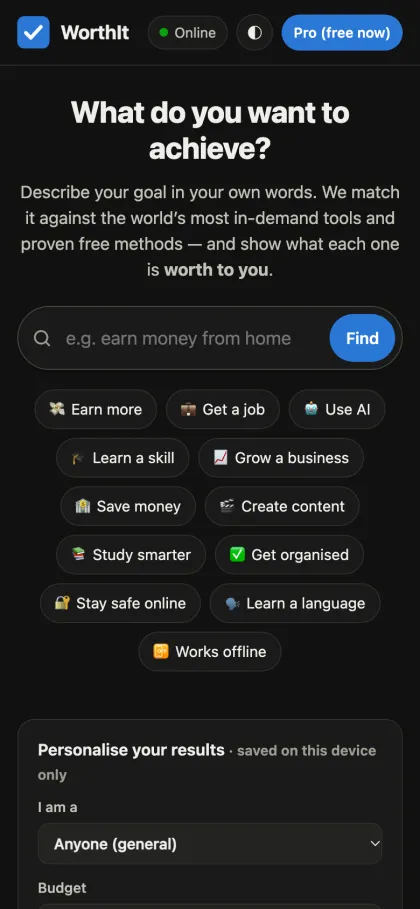 WorthIt
Online
Pro (free now)
What do you want to
achieve?
Describe your goal in your own words. We match
it against the world’s most in-demand tools and
proven free methods — and show what each one
is worth to you.
e.g. earn money from home
Find
💸 Earn more
💼 Get a job
🤖 Use AI
🎓 Learn a skill
📈 Grow a business
🏦 Save money
🎬 Create content
📚 Study smarter
✅ Get organised
🔐 Stay safe online
🗣️ Learn a language
📴 Works offline
Personalise your results · saved on this device
only
I am a
Anyone (general)
Budget